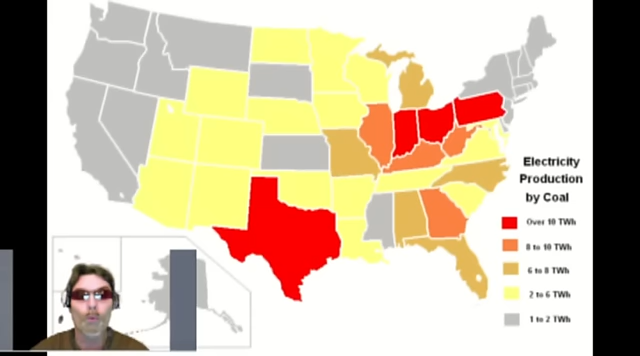 Electricity
Production
by Coal
Over 10 TWh
8 to 10 TWh
6 to 8 TWh
2 to 6 TWh
1 to 2 TWh